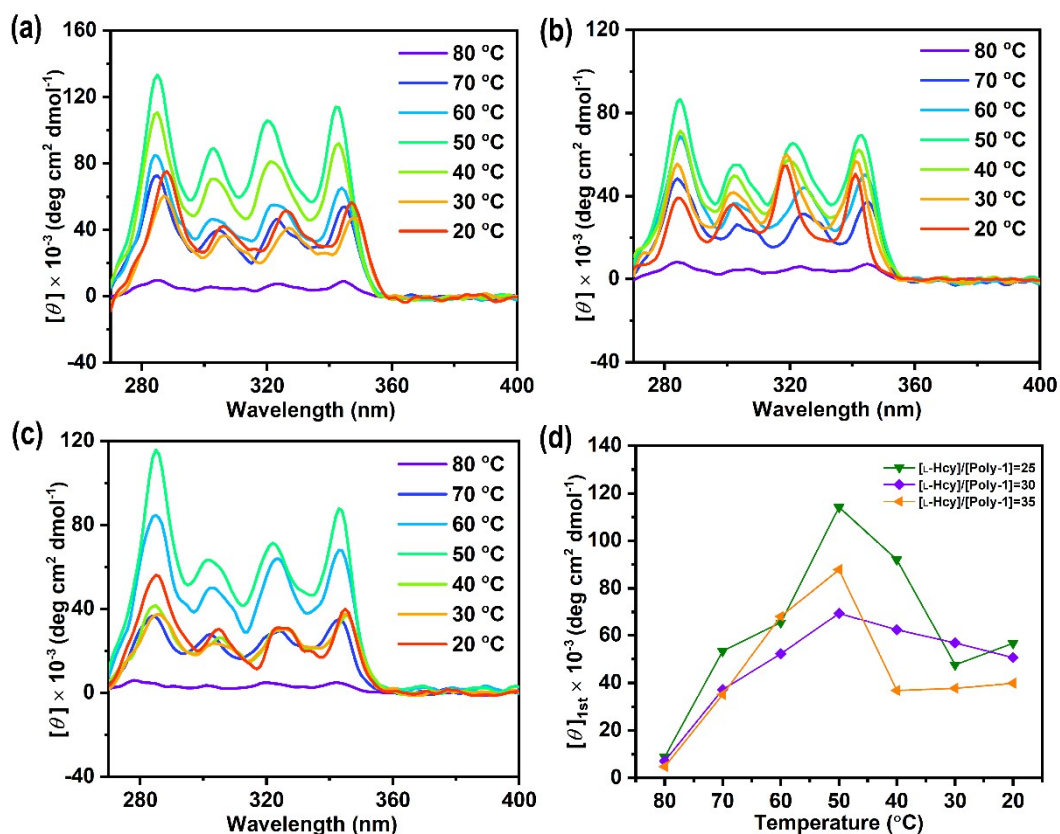 (a)
160
120
80
40
0
-40
280
320
360
400
[θ] × 10⁻³ (deg cm² dmol⁻¹)
Wavelength (nm)
80 °C
70 °C
60 °C
50 °C
40 °C
30 °C
20 °C
(b)
120
80
40
0
-40
280
320
360
400
[θ] × 10⁻³ (deg cm² dmol⁻¹)
Wavelength (nm)
80 °C
70 °C
60 °C
50 °C
40 °C
30 °C
20 °C
(c)
120
80
40
0
-40
280
320
360
400
[θ] × 10⁻³ (deg cm² dmol⁻¹)
Wavelength (nm)
80 °C
70 °C
60 °C
50 °C
40 °C
30 °C
20 °C
(d)
140
120
100
80
60
40
20
0
80
70
60
50
40
30
20
[θ]1st × 10⁻³ (deg cm² dmol⁻¹)
Temperature (°C)
[L-Hcy]/[Poly-1]=25
[L-Hcy]/[Poly-1]=30
[L-Hcy]/[Poly-1]=35